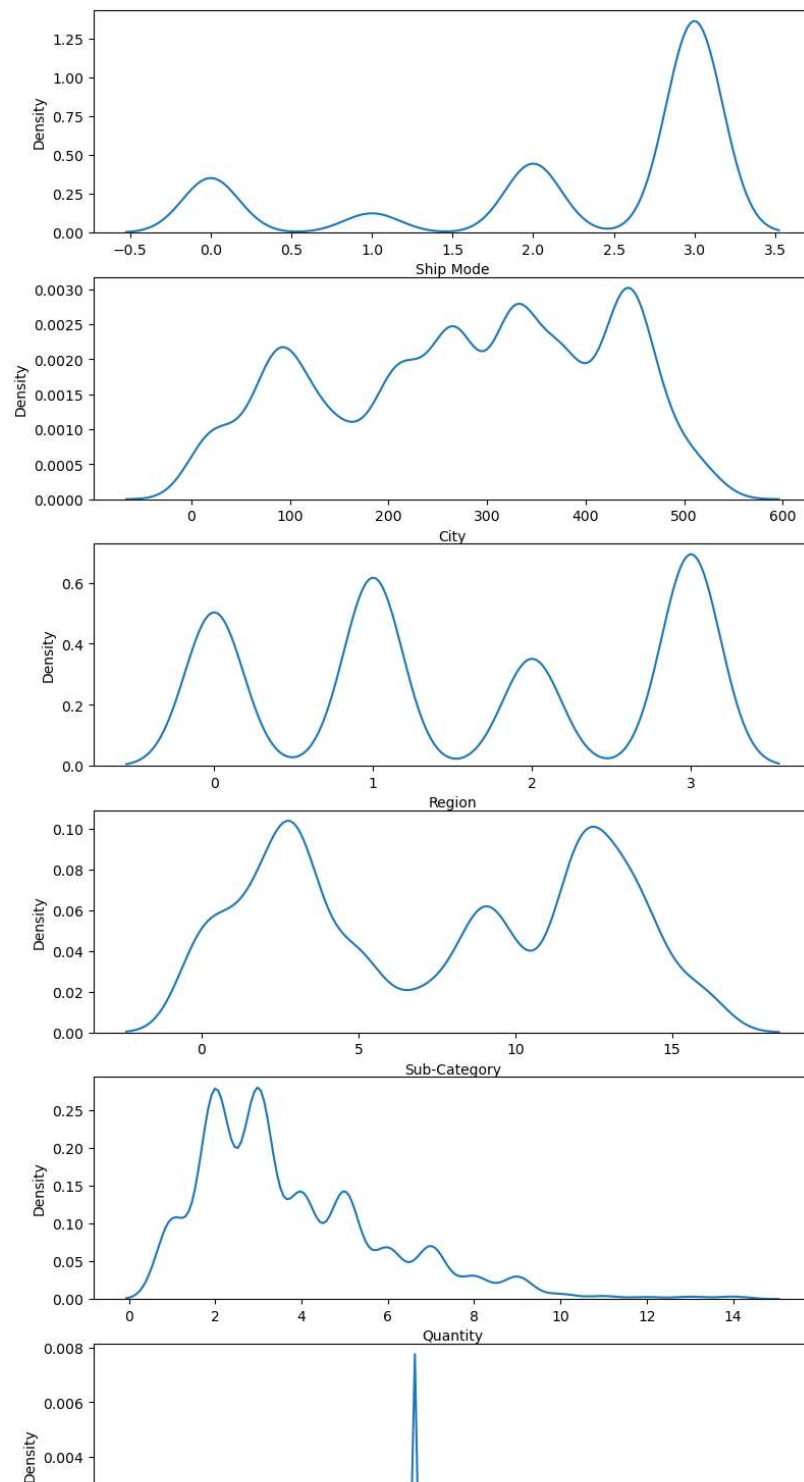 1.25
1.00
0.75
0.50
0.25
0.00
Density
−0.5 0.0 0.5 1.0 1.5 2.0 2.5 3.0 3.5
Ship Mode
0.0030
0.0025
0.0020
0.0015
0.0010
0.0005
0.0000
Density
0 100 200 300 400 500 600
City
0.6
0.4
0.2
0.0
Density
0 1 2 3
Region
0.10
0.08
0.06
0.04
0.02
0.00
Density
0 5 10 15
Sub-Category
0.25
0.20
0.15
0.10
0.05
0.00
Density
0 2 4 6 8 10 12 14
Quantity
0.008
0.006
0.004
Density